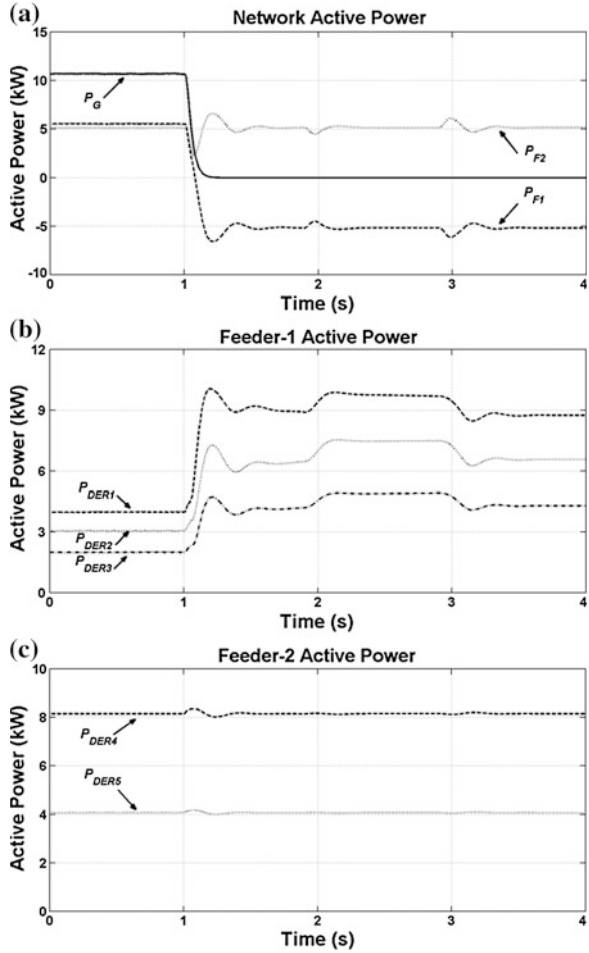 (a)
Network Active Power
Active Power (kW)
15
10
5
0
-5
-10
P_G
P_F2
P_F1
0
1
2
3
4
Time (s)
(b)
Feeder-1 Active Power
Active Power (kW)
12
9
6
3
0
P_DER1
P_DER2
P_DER3
0
1
2
3
4
Time (s)
(c)
Feeder-2 Active Power
Active Power (kW)
10
8
6
4
2
0
P_DER4
P_DER5
0
1
2
3
4
Time (s)